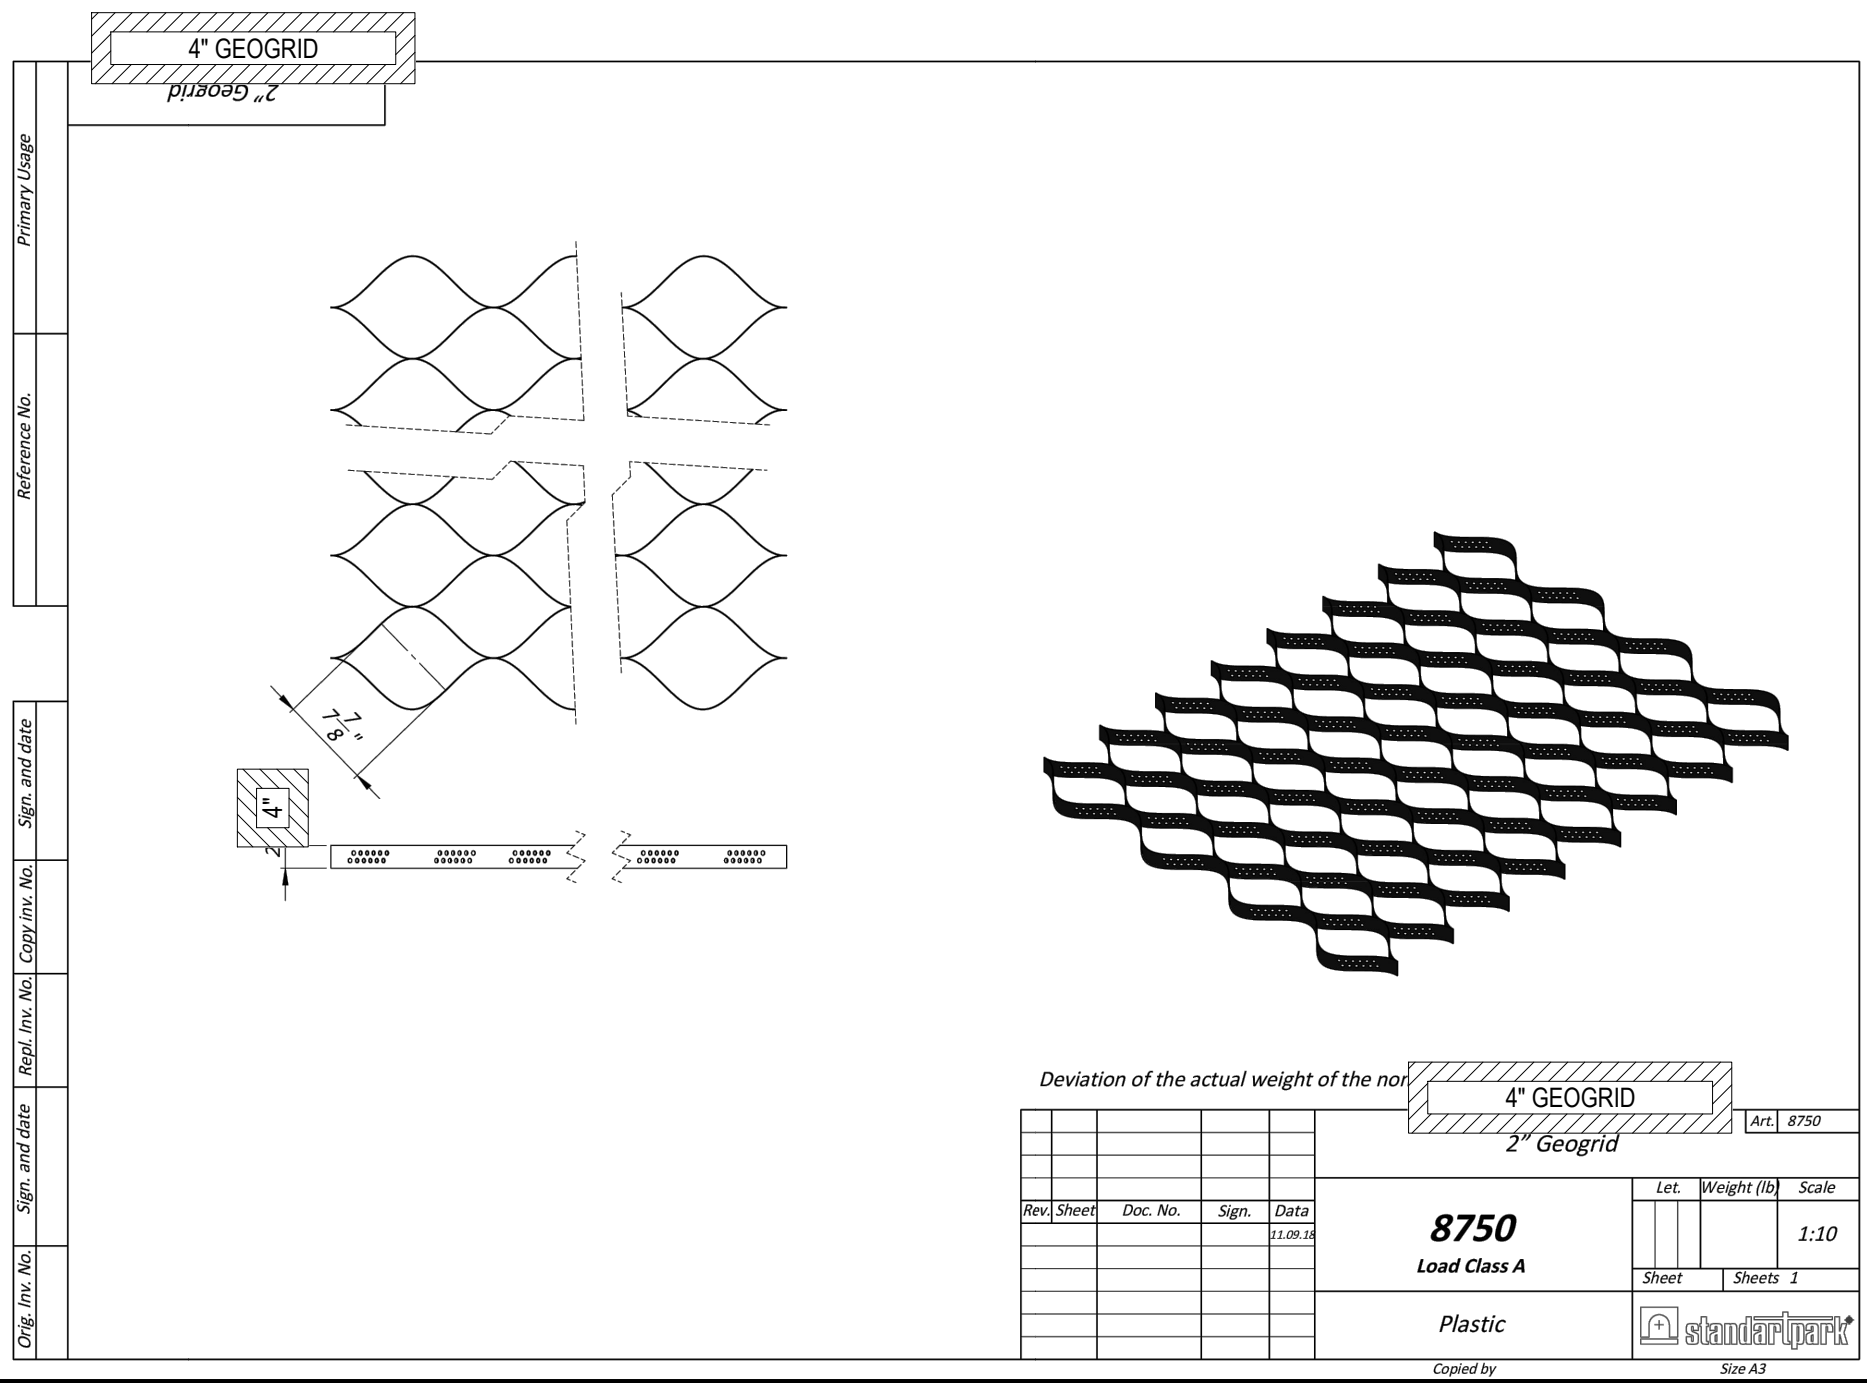 4" GEOGRID
2” Geogrid
Primary Usage
Reference No.
Sign. and date
Copy inv. No.
Repl. Inv. No.
Sign. and date
Orig. Inv. No.
7 7/8"
4"
2
Deviation of the actual weight of the nor
4" GEOGRID
2” Geogrid
Art. 8750
Let. Weight (lb) Scale
Rev. Sheet Doc. No. Sign. Data
11.09.18
8750
Load Class A
1:10
Sheet Sheets 1
Plastic
standartpark
Copied by Size A3